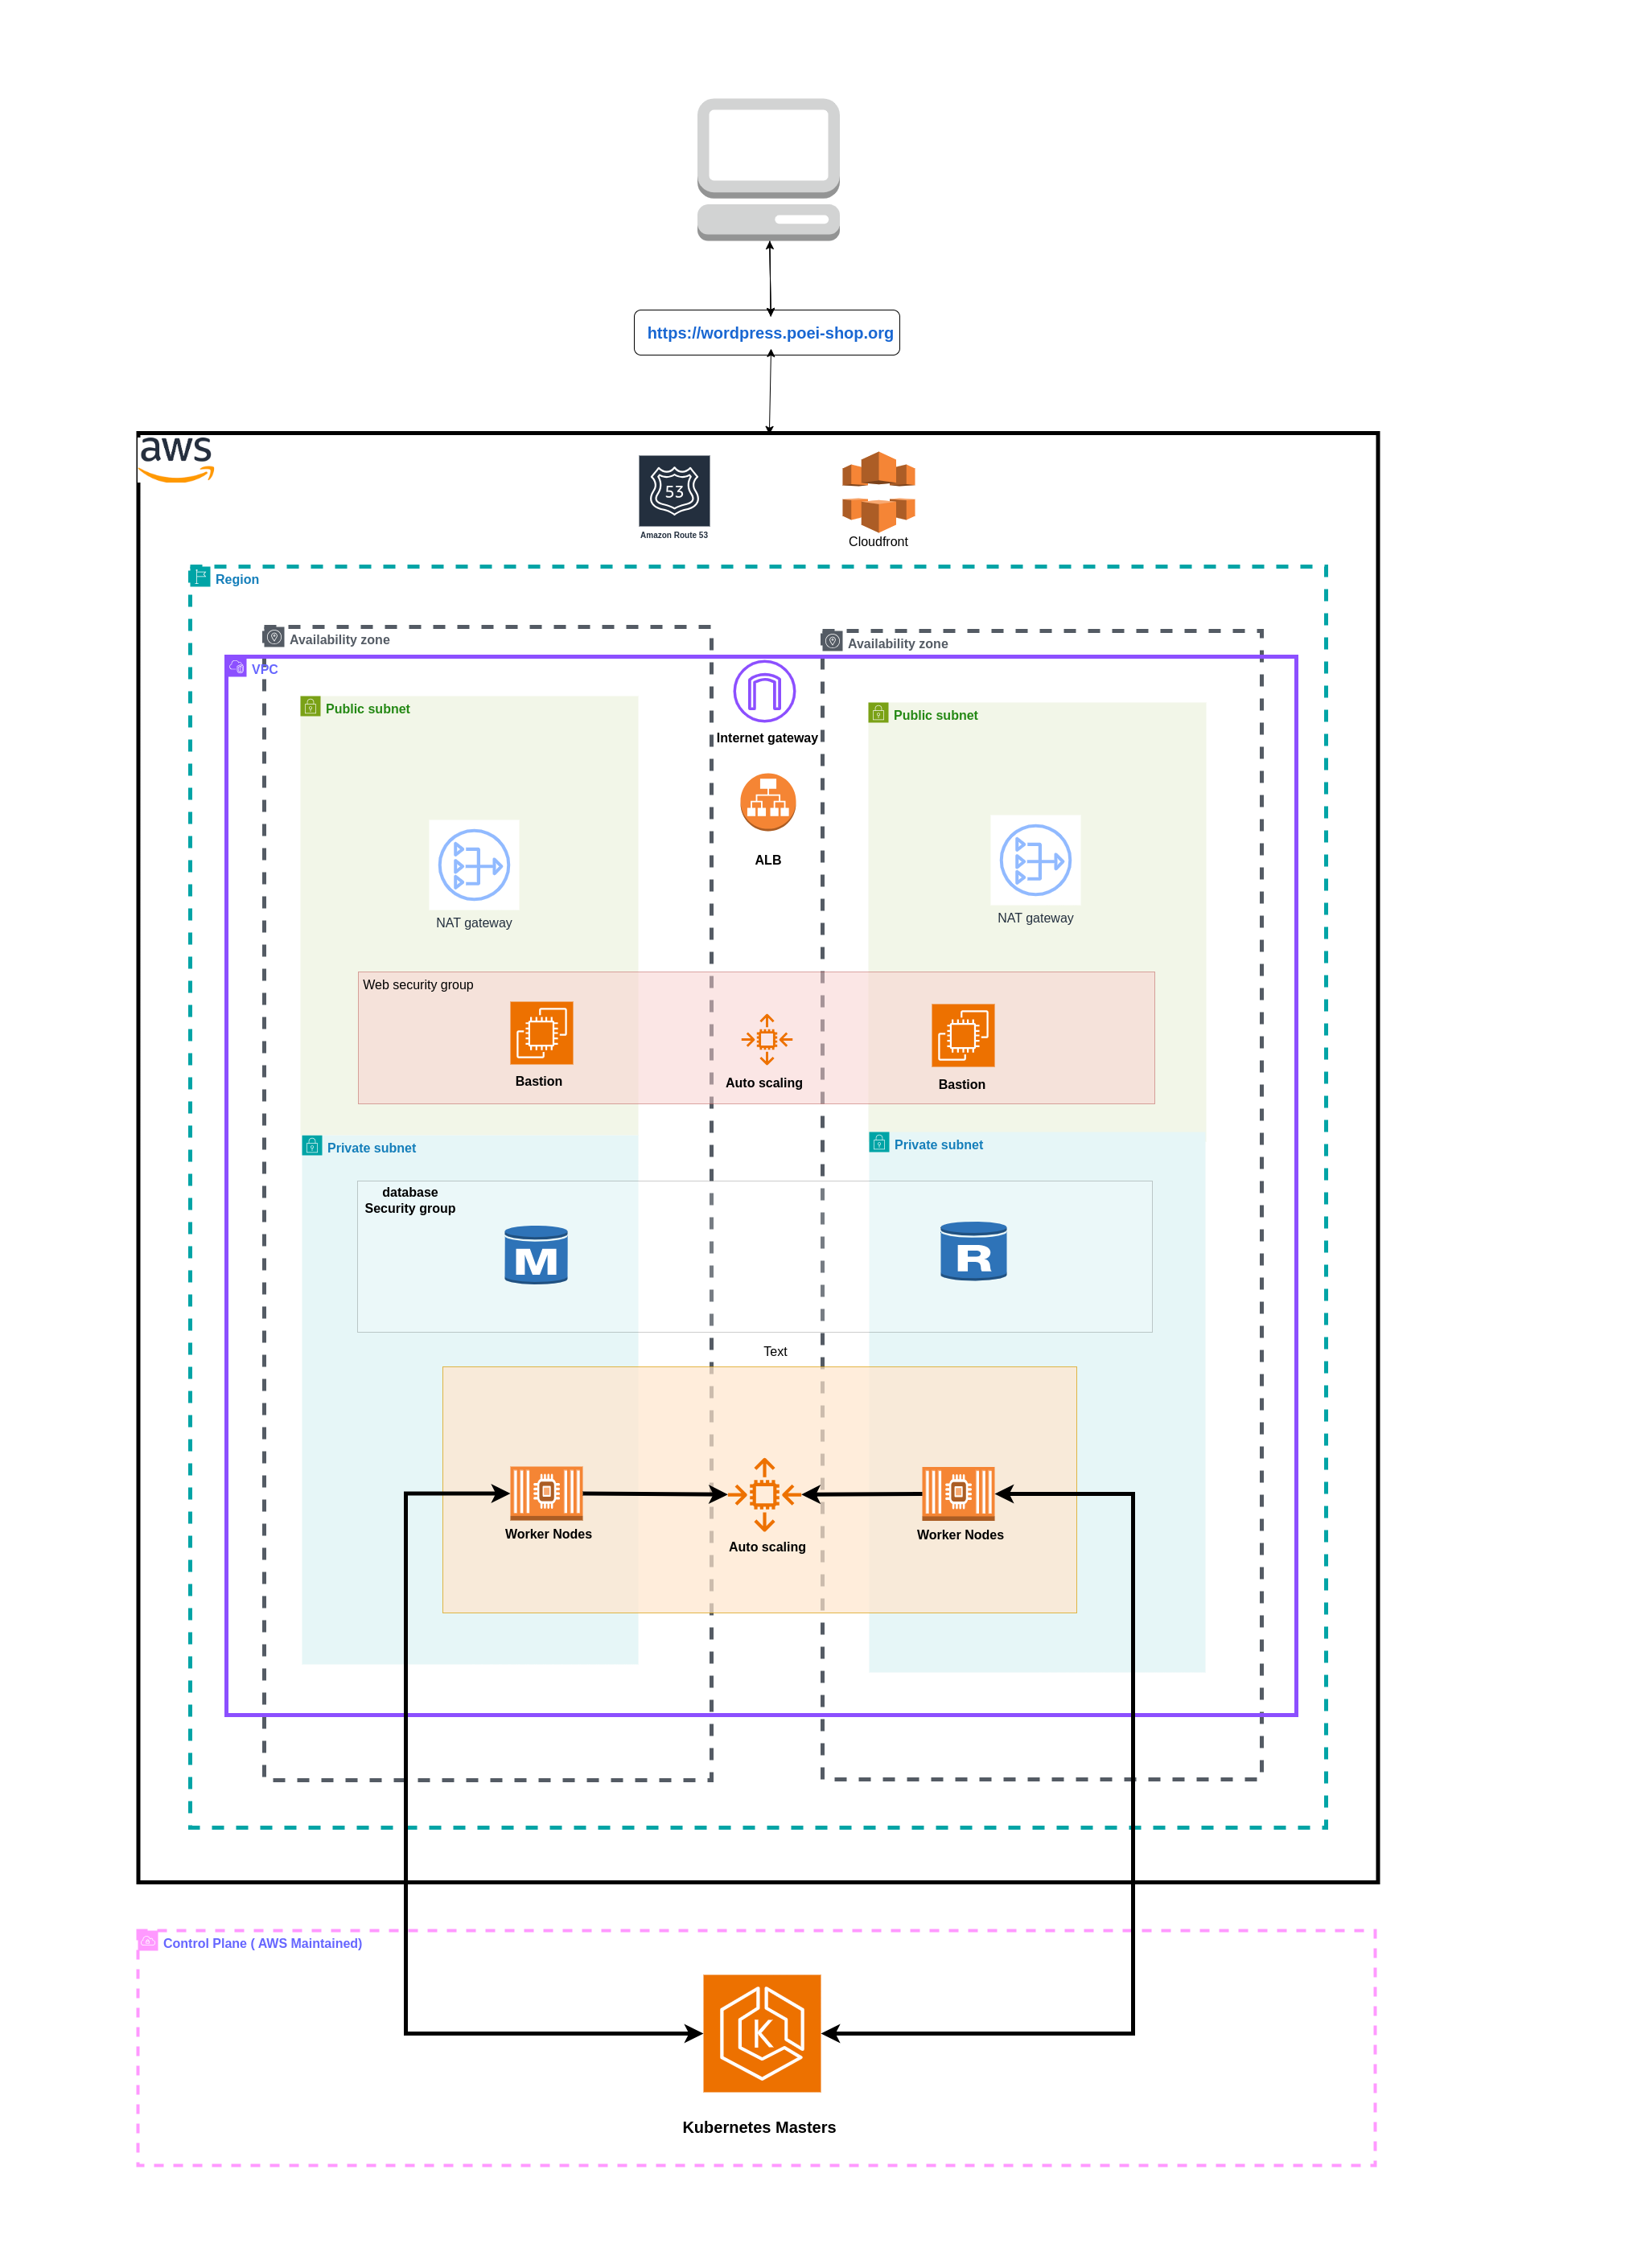 https://wordpress.poei-shop.org
aws
53
Amazon Route 53
Cloudfront
Region
Availability zone
Availability zone
VPC
Public subnet
Public subnet
Internet gateway
ALB
NAT gateway
NAT gateway
Web security group
Bastion
Auto scaling
Bastion
Private subnet
Private subnet
database
Security group
M
R
Text
Worker Nodes
Auto scaling
Worker Nodes
Control Plane ( AWS Maintained)
K
Kubernetes Masters